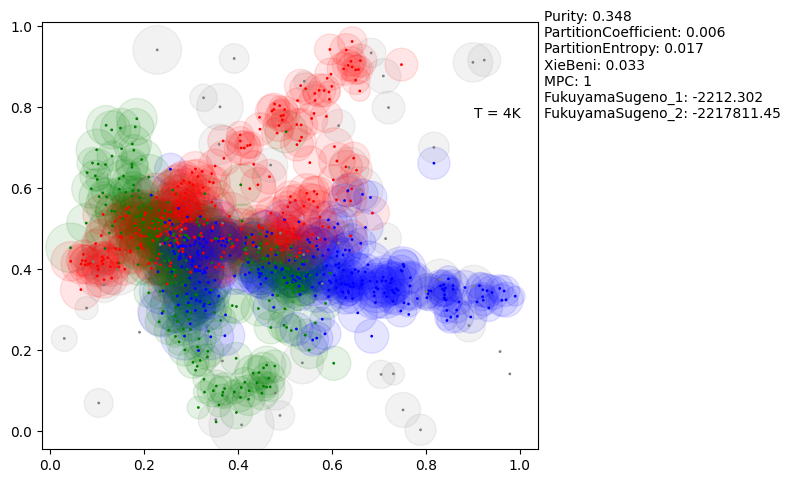 Purity: 0.348
PartitionCoefficient: 0.006
PartitionEntropy: 0.017
XieBeni: 0.033
MPC: 1
FukuyamaSugeno_1: -2212.302
FukuyamaSugeno_2: -2217811.45
T = 4K
1.0
0.8
0.6
0.4
0.2
0.0
0.0 0.2 0.4 0.6 0.8 1.0